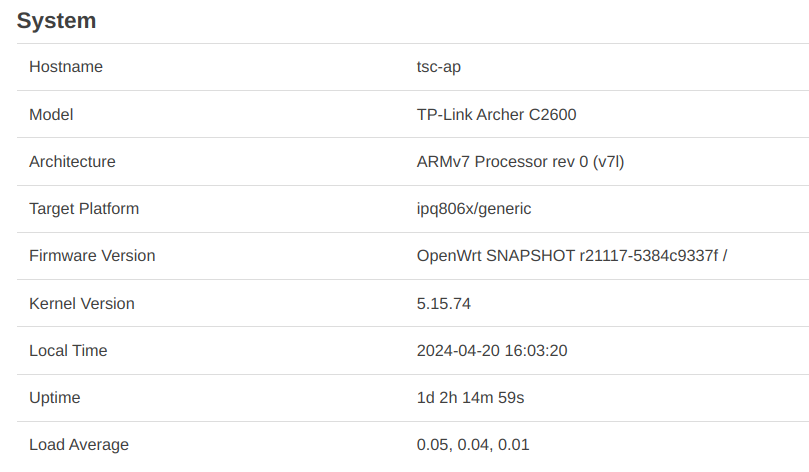 System
Hostname tsc-ap
Model TP-Link Archer C2600
Architecture ARMv7 Processor rev 0 (v7l)
Target Platform ipq806x/generic
Firmware Version OpenWrt SNAPSHOT r21117-5384c9337f /
Kernel Version 5.15.74
Local Time 2024-04-20 16:03:20
Uptime 1d 2h 14m 59s
Load Average 0.05, 0.04, 0.01